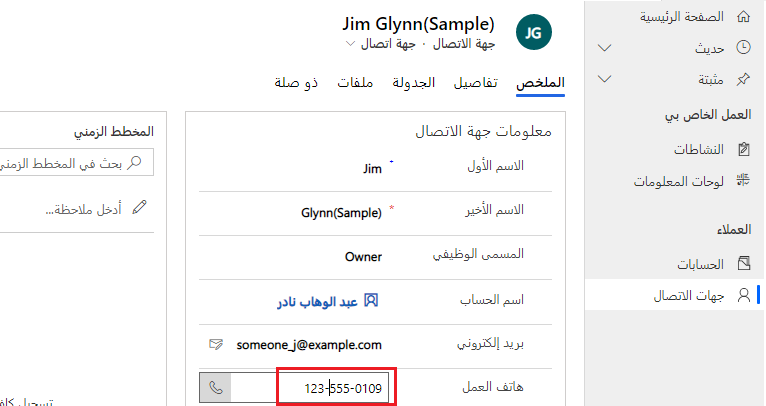 Jim Glynn(Sample)
JG
جهة الاتصال · جهة اتصال
الملخص
تفاصيل
الجدولة
ملفات
ذو صلة
الصفحة الرئيسية
حديث
مثبتة
العمل الخاص بي
النشاطات
لوحات المعلومات
العملاء
الحسابات
جهات الاتصال
معلومات جهة الاتصال
الاسم الأول
Jim
الاسم الأخير
* Glynn(Sample)
المسمى الوظيفي
Owner
اسم الحساب
عبد الوهاب نادر
بريد إلكتروني
someone_j@example.com
هاتف العمل
123-555-0109
المخطط الزمني
بحث في المخطط الزمني
أدخل ملاحظة...
تسجيل